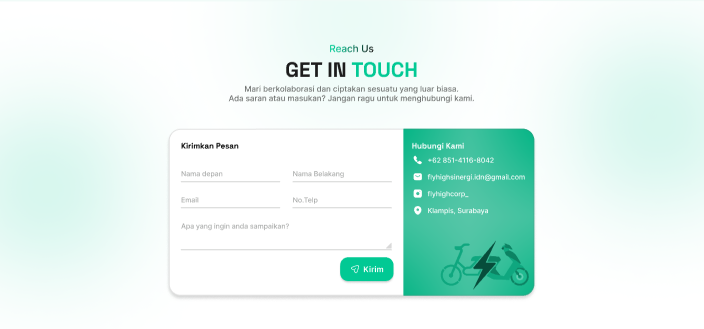 Reach Us
GET IN TOUCH
Mari berkolaborasi dan ciptakan sesuatu yang luar biasa.
Ada saran atau masukan? Jangan ragu untuk menghubungi kami.
Kirimkan Pesan
Nama depan
Nama Belakang
Email
No.Telp
Apa yang ingin anda sampaikan?
Kirim
Hubungi Kami
+62 851-4116-8042
flyhighsinergi.idn@gmail.com
flyhighcorp_
Klampis, Surabaya